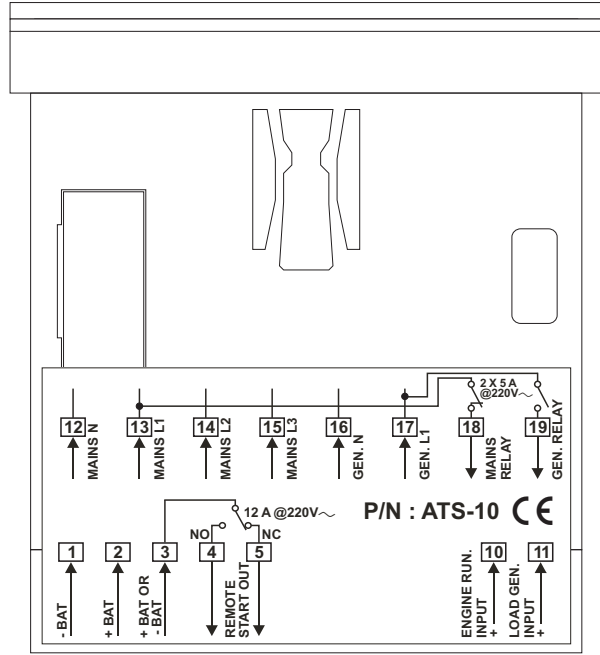 2 X 5 A
@220V~
12 13 14 15 16 17 18 19
MAINS N
MAINS L1
MAINS L2
MAINS L3
GEN. N
GEN. L1
MAINS
RELAY
GEN. RELAY
12 A @220V~
P/N : ATS-10 CE
NO NC
1 2 3 4 5 10 11
- BAT
+ BAT
+ BAT OR
- BAT
REMOTE
START OUT
ENGINE RUN.
INPUT
+
LOAD GEN.
INPUT
+